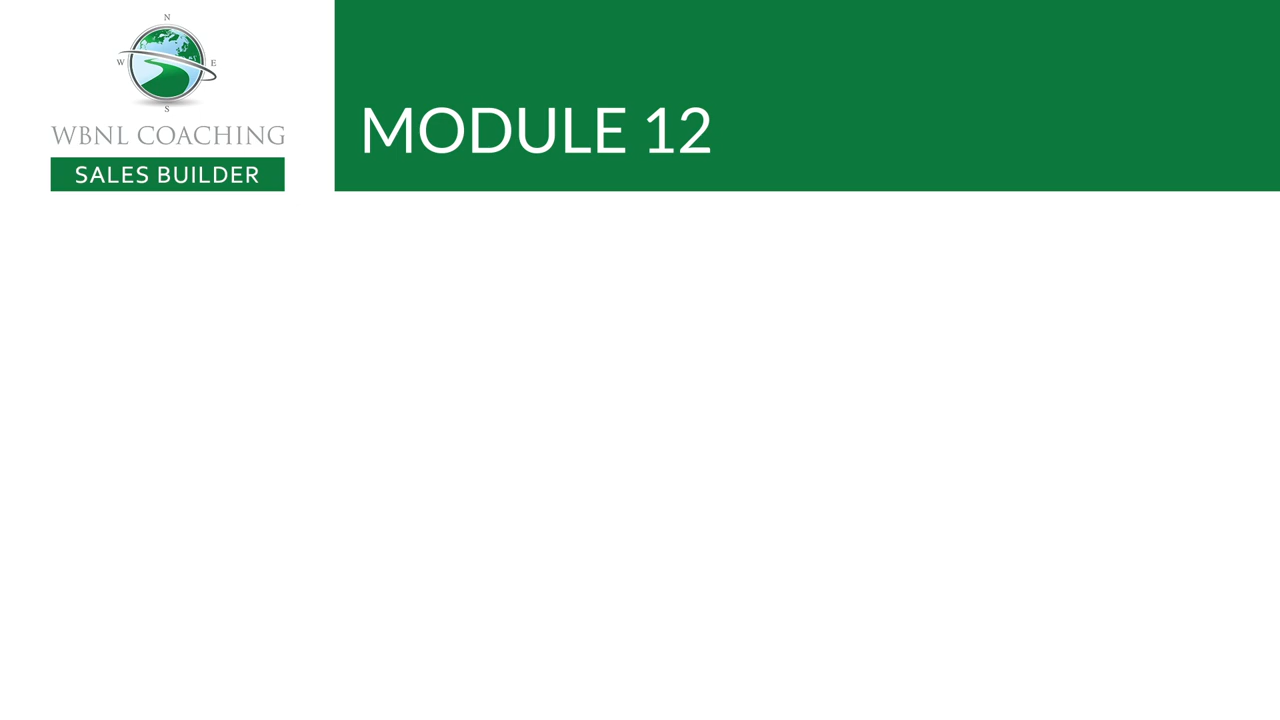 N
W E
S
WBNL COACHING
SALES BUILDER
MODULE 12